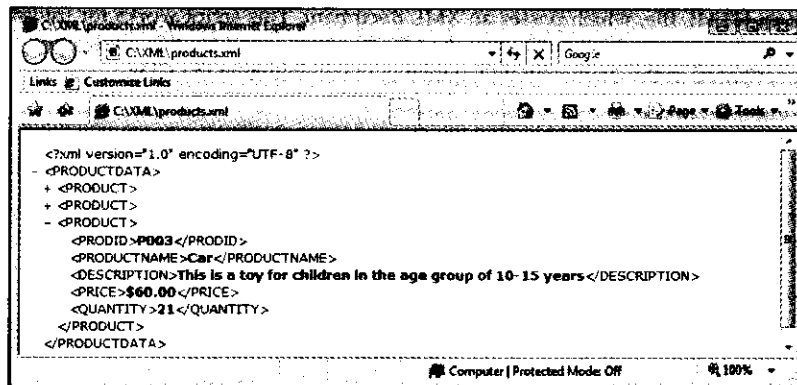 C:\XML\products.xml - Windows Internet Explorer
C:\XML\products.xml
Google
Links Customize Links
C:\XML\products.xml Page Tools
<?xml version="1.0" encoding="UTF-8" ?>
- <PRODUCTDATA>
+ <PRODUCT>
+ <PRODUCT>
- <PRODUCT>
<PRODID>P003</PRODID>
<PRODUCTNAME>Car</PRODUCTNAME>
<DESCRIPTION>This is a toy for children in the age group of 10-15 years</DESCRIPTION>
<PRICE>$60.00</PRICE>
<QUANTITY>21</QUANTITY>
</PRODUCT>
</PRODUCTDATA>
Computer | Protected Mode: Off 100%